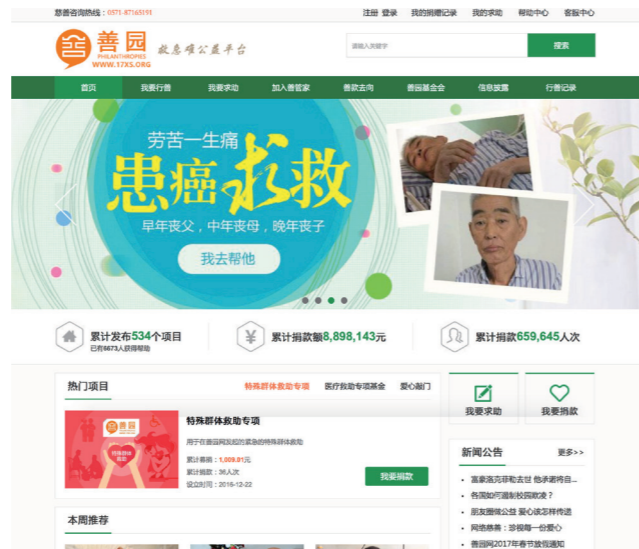 慈善咨询热线：0571-87163191
注册 登录 我的捐赠记录 我的求助 帮助中心 客服中心
善园
PHILANTHROPIES
WWW.17XS.ORG
救急难公益平台
请输入关键字
搜索
首页 我要行善 我要求助 加入善管家 善款去向 善园基金会 信息披露 行善记录
劳苦一生痛
患癌求救
早年丧父，中年丧母，晚年丧子
我去帮他
累计发布534个项目
已有6673人获得帮助
累计捐款额8,898,143元
累计捐款659,645人次
热门项目
特殊群体救助专项 医疗救助专项基金 爱心敲门
善园
特殊群体
救助
特殊群体救助专项
用于在善园网发起的紧急的特殊群体救助
累计善捐：1,009.01元
累计捐款：36人次
设立时间：2016-12-22
我要捐款
我要求助
我要捐款
新闻公告
更多>>
富豪洛克菲勒去世 他承诺将自...
各国如何遏制校园欺凌？
朋友圈做公益 爱心该怎样传递
网络慈善：珍视每一份爱心
善园网2017年春节放假通知
本周推荐